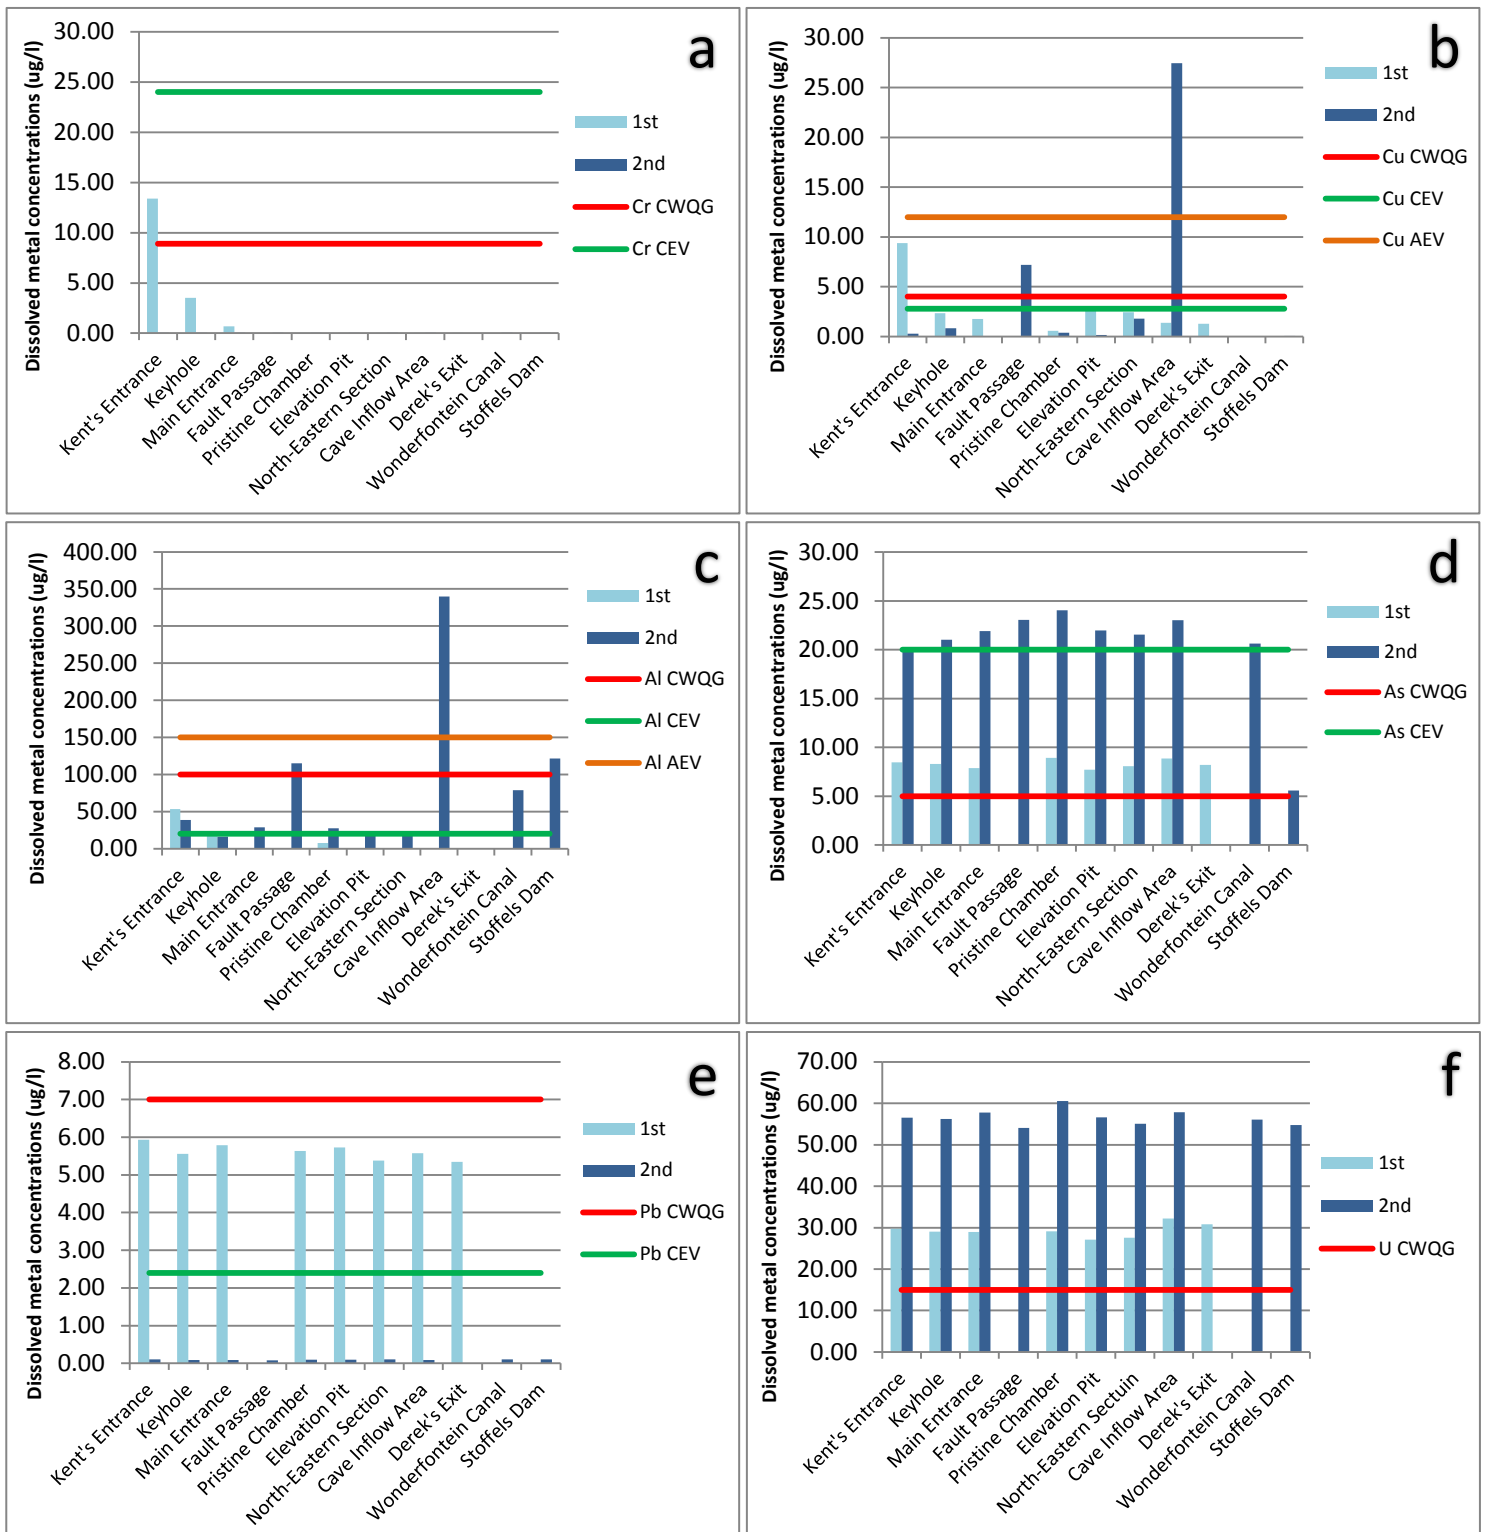 a
Dissolved metal concentrations (ug/l)
30.00
25.00
20.00
15.00
10.00
5.00
0.00
Kent's Entrance
Keyhole
Main Entrance
Fault Passage
Pristine Chamber
Elevation Pit
North-Eastern Section
Cave Inflow Area
Derek's Exit
Wonderfontein Canal
Stoffels Dam
1st
2nd
Cr CWQG
Cr CEV
b
Dissolved metal concentrations (ug/l)
30.00
25.00
20.00
15.00
10.00
5.00
0.00
Kent's Entrance
Keyhole
Main Entrance
Fault Passage
Pristine Chamber
Elevation Pit
North-Eastern Section
Cave Inflow Area
Derek's Exit
Wonderfontein Canal
Stoffels Dam
1st
2nd
Cu CWQG
Cu CEV
Cu AEV
c
Dissolved metal concentrations (ug/l)
400.00
350.00
300.00
250.00
200.00
150.00
100.00
50.00
0.00
Kent's Entrance
Keyhole
Main Entrance
Fault Passage
Pristine Chamber
Elevation Pit
North-Eastern Section
Cave Inflow Area
Derek's Exit
Wonderfontein Canal
Stoffels Dam
1st
2nd
Al CWQG
Al CEV
Al AEV
d
Dissolved metal concentrations (ug/l)
30.00
25.00
20.00
15.00
10.00
5.00
0.00
Kent's Entrance
Keyhole
Main Entrance
Fault Passage
Pristine Chamber
Elevation Pit
North-Eastern Section
Cave Inflow Area
Derek's Exit
Wonderfontein Canal
Stoffels Dam
1st
2nd
As CWQG
As CEV
e
Dissolved metal concentrations (ug/l)
8.00
7.00
6.00
5.00
4.00
3.00
2.00
1.00
0.00
Kent's Entrance
Keyhole
Main Entrance
Fault Passage
Pristine Chamber
Elevation Pit
North-Eastern Section
Cave Inflow Area
Derek's Exit
Wonderfontein Canal
Stoffels Dam
1st
2nd
Pb CWQG
Pb CEV
f
Dissolved metal concentrations (ug/l)
70.00
60.00
50.00
40.00
30.00
20.00
10.00
0.00
Kent's Entrance
Keyhole
Main Entrance
Fault Passage
Pristine Chamber
Elevation Pit
North-Eastern Sectuin
Cave Inflow Area
Derek's Exit
Wonderfontein Canal
Stoffels Dam
1st
2nd
U CWQG